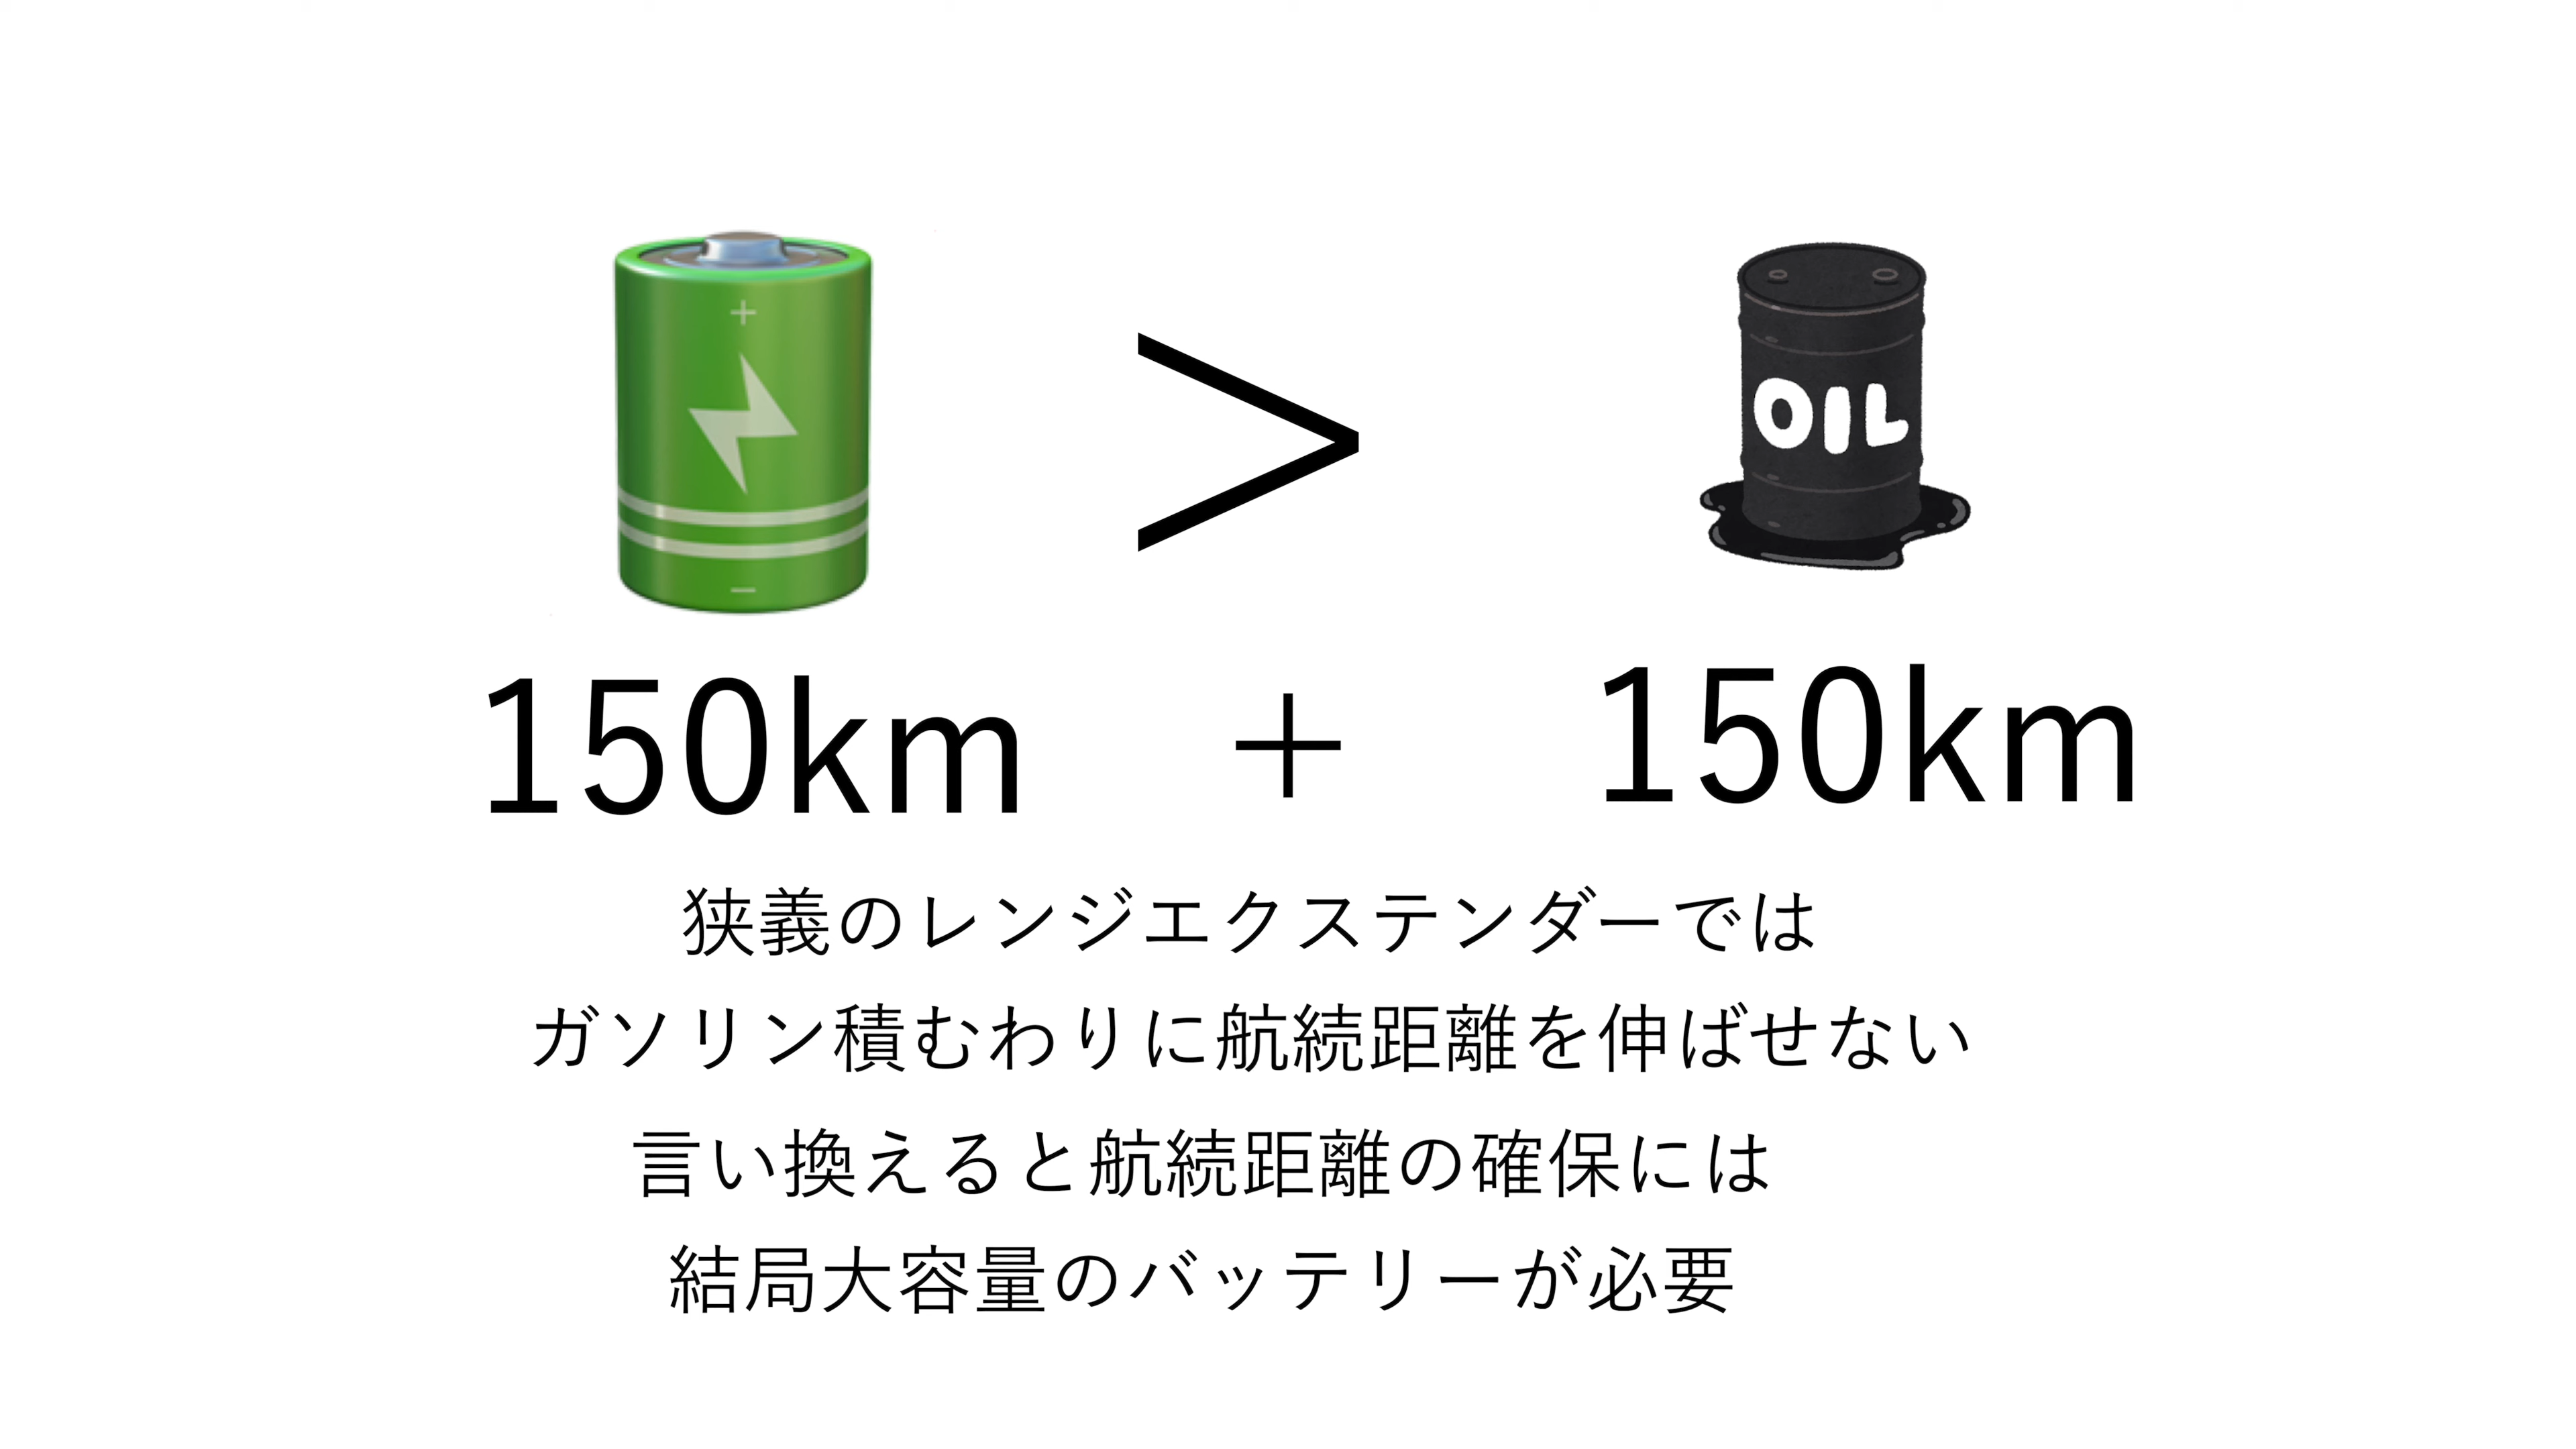 +
−
>
OIL
150km + 150km
狭義のレンジエクステンダーでは
ガソリン積むわりに航続距離を伸ばせない
言い換えると航続距離の確保には
結局大容量のバッテリーが必要